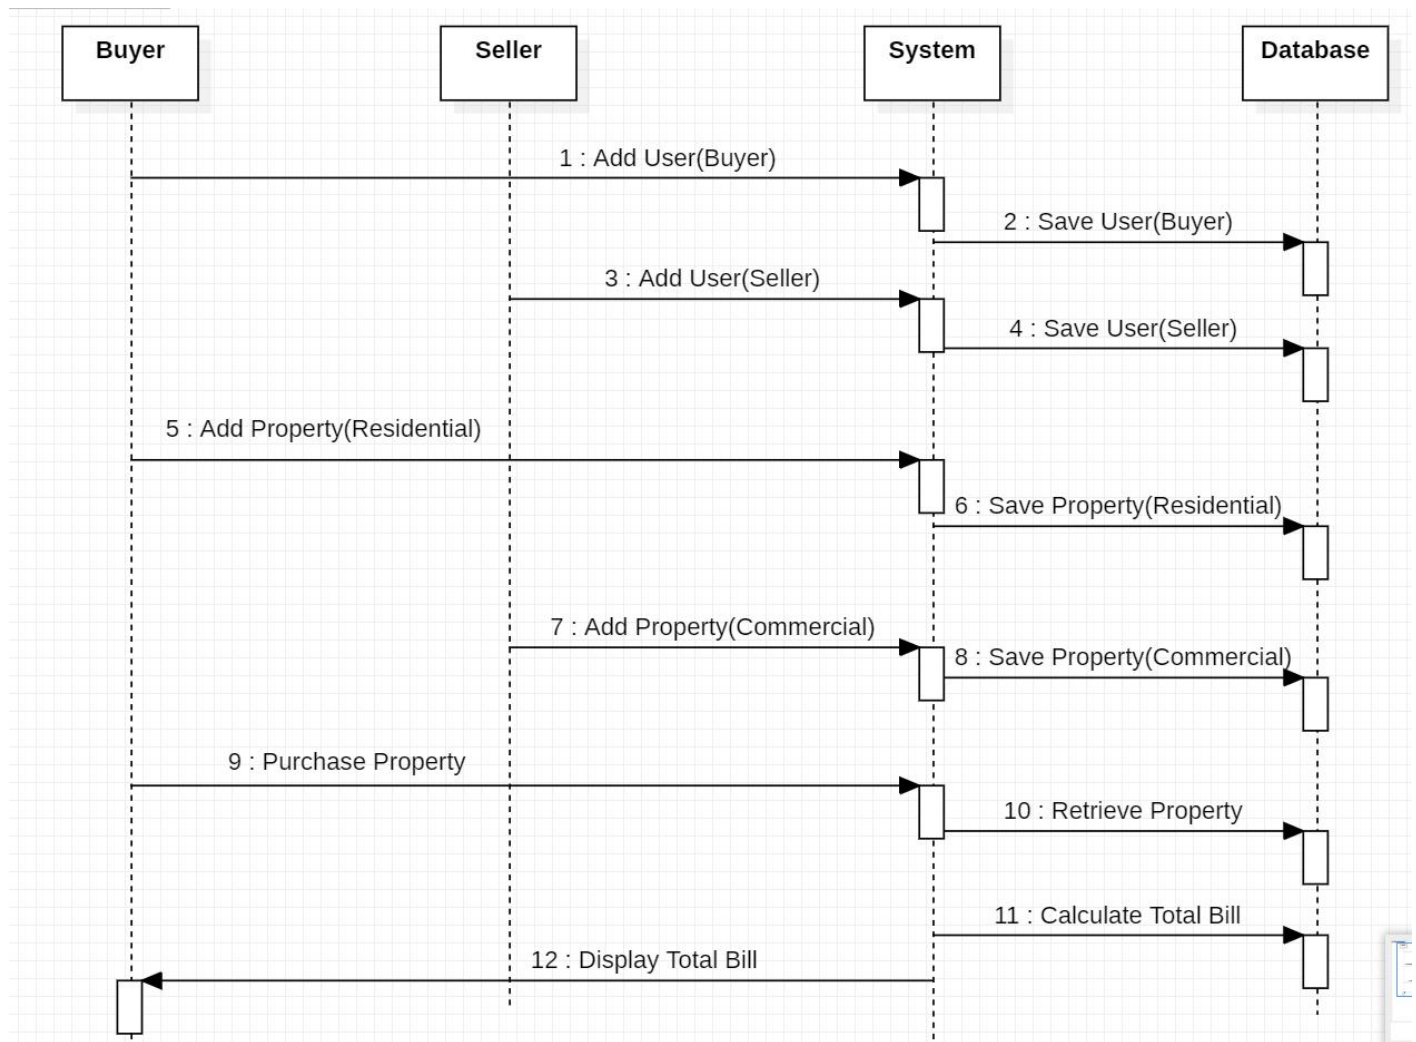 Buyer
Seller
System
Database
1 : Add User(Buyer)
2 : Save User(Buyer)
3 : Add User(Seller)
4 : Save User(Seller)
5 : Add Property(Residential)
6 : Save Property(Residential)
7 : Add Property(Commercial)
8 : Save Property(Commercial)
9 : Purchase Property
10 : Retrieve Property
11 : Calculate Total Bill
12 : Display Total Bill